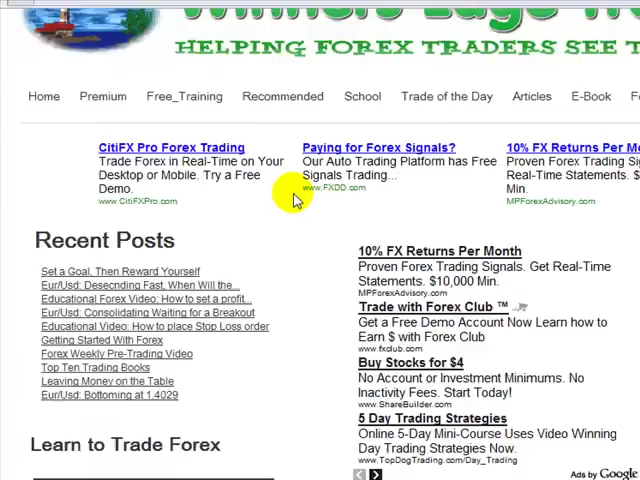 Winners Edge
HELPING FOREX TRADERS SEE T
Home Premium Free_Training Recommended School Trade of the Day Articles E-Book
CitiFX Pro Forex Trading
Trade Forex in Real-Time on Your
Desktop or Mobile. Try a Free
Demo.
www.CitiFXPro.com
Paying for Forex Signals?
Our Auto Trading Platform has Free
Signals Trading...
www.FXDD.com
10% FX Returns Per
Proven Forex Trading Sig
Real-Time Statements. $
Min.
MPForexAdvisory.com
Recent Posts
Set a Goal, Then Reward Yourself
Eur/Usd: Desecnding Fast, When Will the...
Educational Forex Video: How to set a profit...
Eur/Usd: Consolidating Waiting for a Breakout
Educational Video: How to place Stop Loss order
Getting Started With Forex
Forex Weekly Pre-Trading Video
Top Ten Trading Books
Leaving Money on the Table
Eur/Usd: Bottoming at 1.4029
Learn to Trade Forex
10% FX Returns Per Month
Proven Forex Trading Signals. Get Real-Time
Statements. $10,000 Min.
MPForexAdvisory.com
Trade with Forex Club ™
Get a Free Demo Account Now Learn how to
Earn $ with Forex Club
www.fxclub.com
Buy Stocks for $4
No Account or Investment Minimums. No
Inactivity Fees. Start Today!
www.ShareBuilder.com
5 Day Trading Strategies
Online 5-Day Mini-Course Uses Video Winning
Day Trading Strategies Now.
www.TopDogTrading.com/Day_Trading
Ads by Google